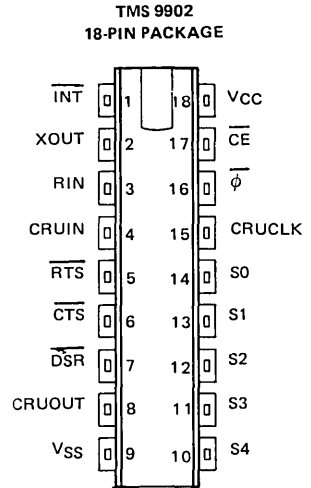 TMS 9902
18-PIN PACKAGE
INT 1 18 VCC
XOUT 2 17 CE
RIN 3 16 ϕ
CRUIN 4 15 CRUCLK
RTS 5 14 S0
CTS 6 13 S1
DSR 7 12 S2
CRUOUT 8 11 S3
VSS 9 10 S4